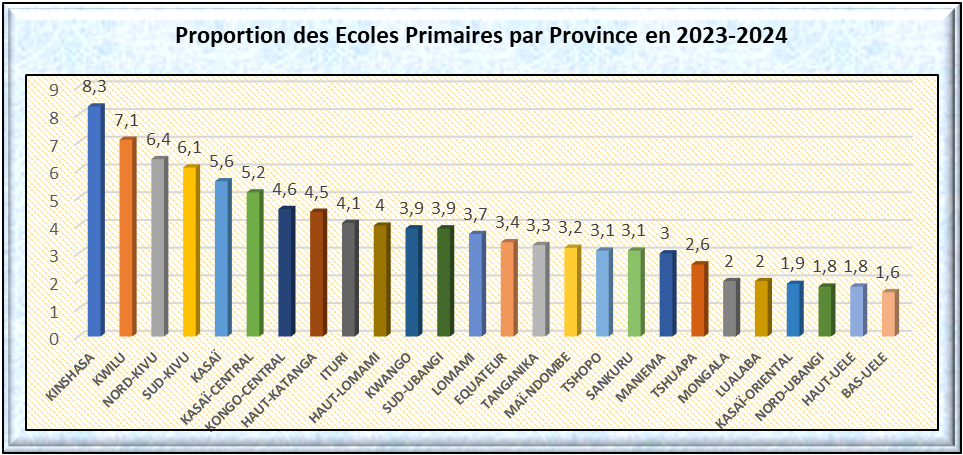 Proportion des Ecoles Primaires par Province en 2023-2024
9
8
7
6
5
4
3
2
1
0
8,3
7,1
6,4
6,1
5,6
5,2
4,6
4,5
4,1
4
3,9
3,9
3,7
3,4
3,3
3,2
3,1
3,1
3
2,6
2
2
1,9
1,8
1,8
1,6
KINSHASA
KWILU
NORD-KIVU
SUD-KIVU
KASAÏ
KASAÏ-CENTRAL
KONGO-CENTRAL
HAUT-KATANGA
ITURI
HAUT-LOMAMI
KWANGO
SUD-UBANGI
LOMAMI
EQUATEUR
TANGANIKA
MAÏ-NDOMBE
TSHOPO
SANKURU
MANIEMA
TSHUAPA
MONGALA
LUALABA
KASAÏ-ORIENTAL
NORD-UBANGI
HAUT-UELE
BAS-UELE